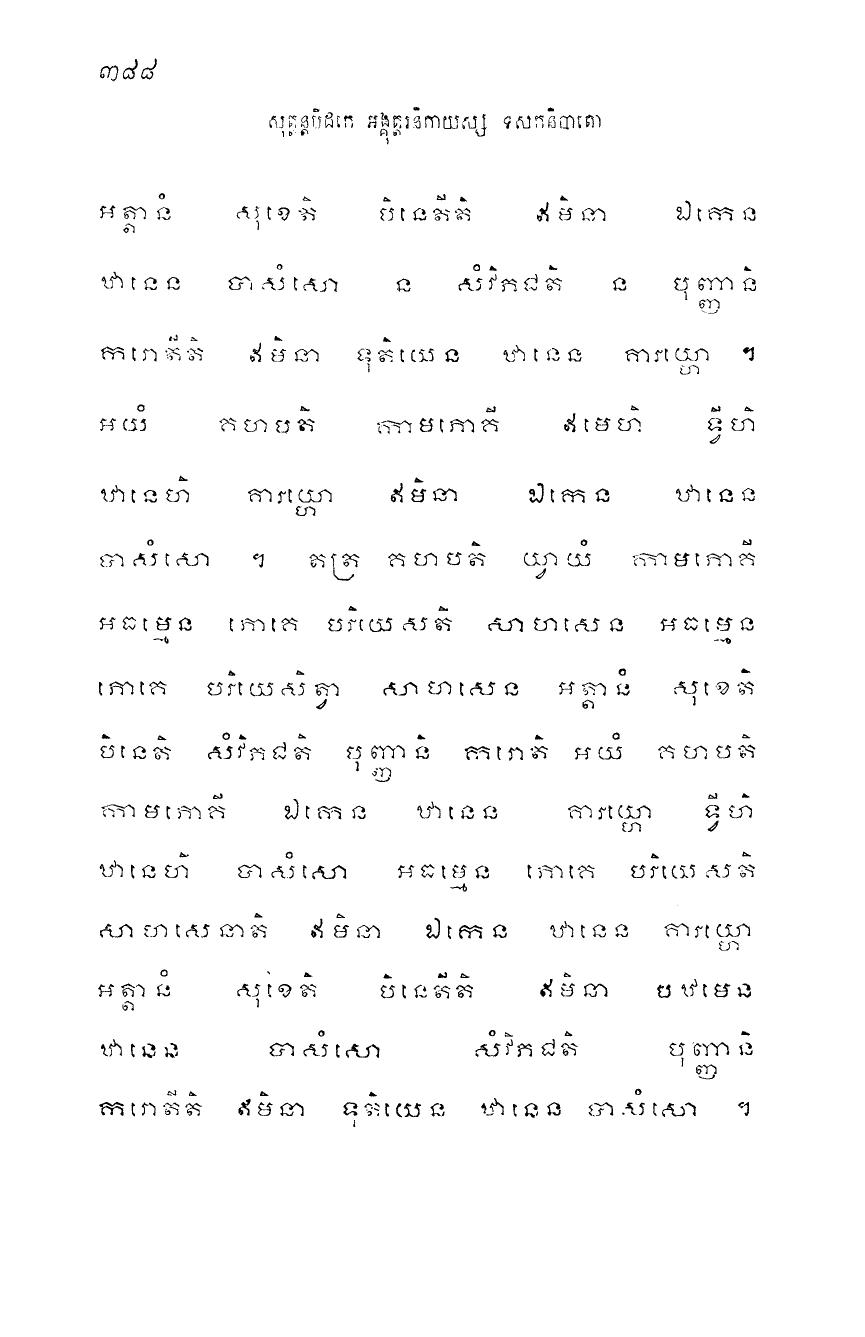 ៣៨៨
សុត្តន្តបិដកេ អង្គុត្តរនិកាយស្ស ទសកនិបាតោ
អត្តានំ សុខេតិ បិនេតីតិ ឥមិនា ឯកេន
ឋានេន បាសំសោ ន សំវិភជតិ ន បុញ្ញានិ
ករោតីតិ ឥមិនា ទុតិយេន ឋានេន គារយ្ហោ ។
អយំ គហបតិ កាមភោគី ឥមេហិ ទ្វីហិ
ឋានេហិ គារយ្ហោ ឥមិនា ឯកេន ឋានេន
បាសំសោ ។ តត្រ គហបតិ យ្វាយំ កាមភោគី
អធម្មេន ភោគេ បរិយេសតិ សាហសេន អធម្មេន
ភោគេ បរិយេសិត្វា សាហសេន អត្តានំ សុខេតិ
បិនេតិ សំវិភជតិ បុញ្ញានិ ករោតិ អយំ គហបតិ
កាមភោគី ឯកេន ឋានេន គារយ្ហោ ទ្វីហិ
ឋានេហិ បាសំសោ អធម្មេន ភោគេ បរិយេសតិ
សាហសេនាតិ ឥមិនា ឯកេន ឋានេន គារយ្ហោ
អត្តានំ សុខេតិ បិនេតីតិ ឥមិនា បឋមេន
ឋានេន បាសំសោ សំវិភជតិ បុញ្ញានិ
ករោតីតិ ឥមិនា ទុតិយេន ឋានេន បាសំសោ ។